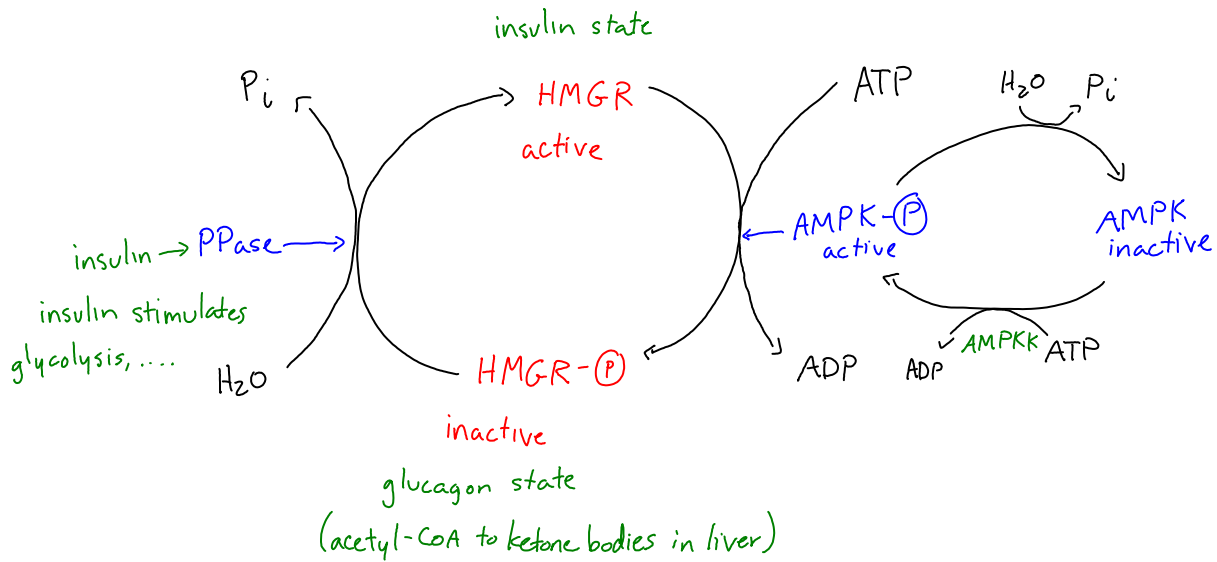 insulin state
Pi
HMGR
active
ATP
H2O
Pi
insulin → PPase
AMPK-P
active
AMPK
inactive
insulin stimulates
glycolysis, ....
H2O
HMGR-P
inactive
ADP
ADP
AMPKK
ATP
glucagon state
(acetyl-CoA to ketone bodies in liver)